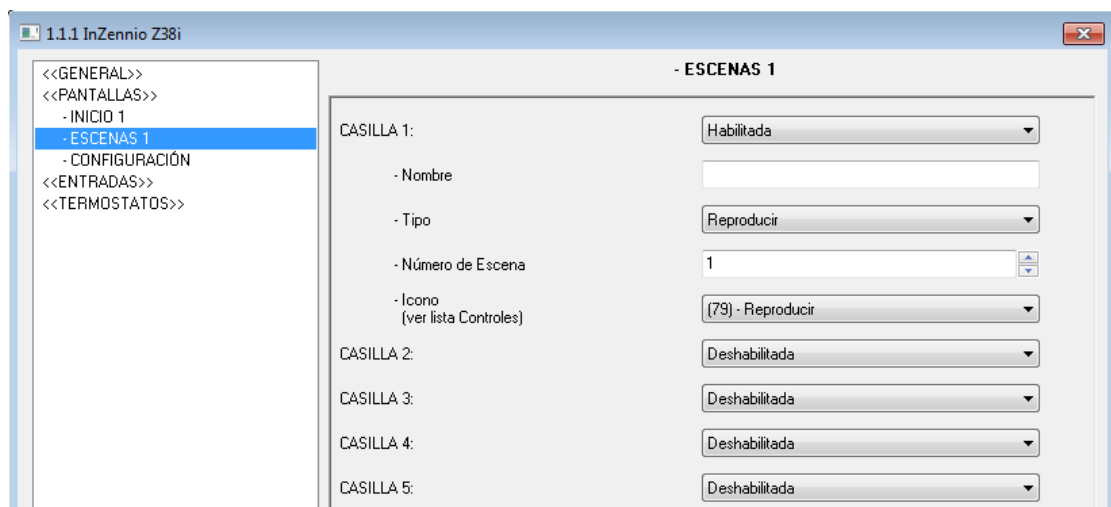 1.1.1 InZennio Z38i
<<GENERAL>>
<<PANTALLAS>>
- INICIO 1
- ESCENAS 1
- CONFIGURACIÓN
<<ENTRADAS>>
<<TERMOSTATOS>>
- ESCENAS 1
CASILLA 1: Habilitada
- Nombre
- Tipo Reproducir
- Número de Escena 1
- Icono
(ver lista Controles) (79) - Reproducir
CASILLA 2: Deshabilitada
CASILLA 3: Deshabilitada
CASILLA 4: Deshabilitada
CASILLA 5: Deshabilitada